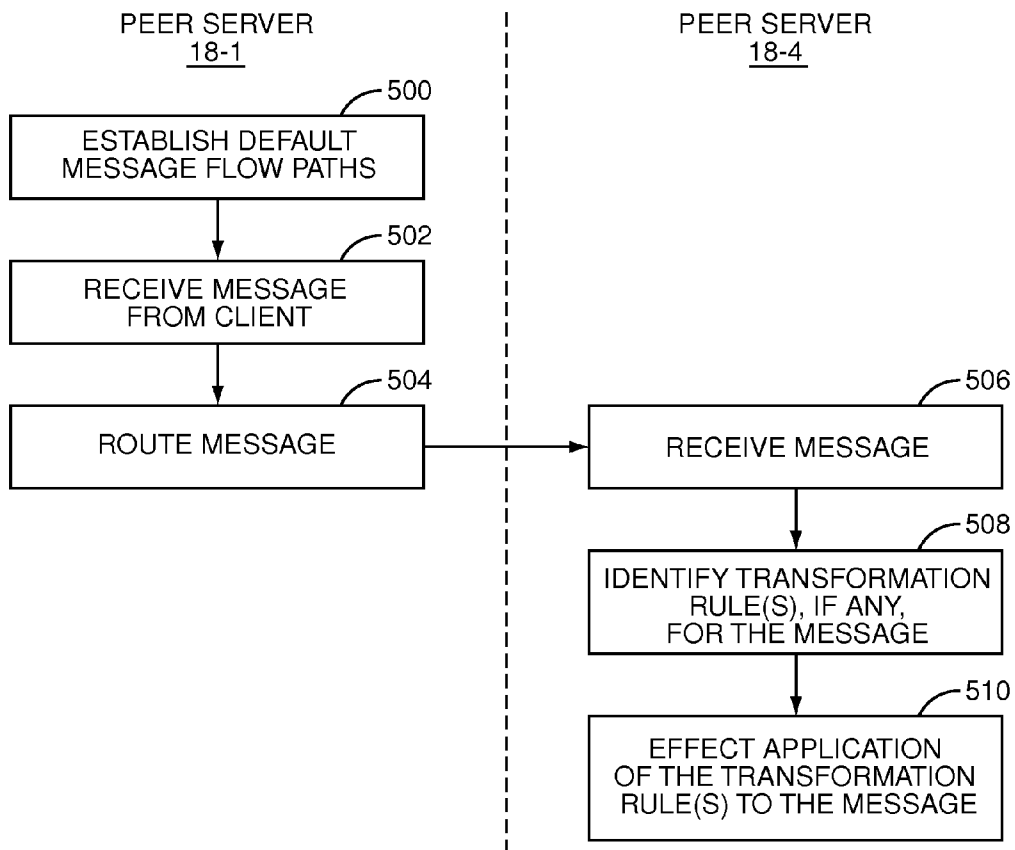 PEER SERVER
18-1
500
ESTABLISH DEFAULT
MESSAGE FLOW PATHS
502
RECEIVE MESSAGE
FROM CLIENT
504
ROUTE MESSAGE
PEER SERVER
18-4
506
RECEIVE MESSAGE
508
IDENTIFY TRANSFORMATION
RULE(S), IF ANY,
FOR THE MESSAGE
510
EFFECT APPLICATION
OF THE TRANSFORMATION
RULE(S) TO THE MESSAGE